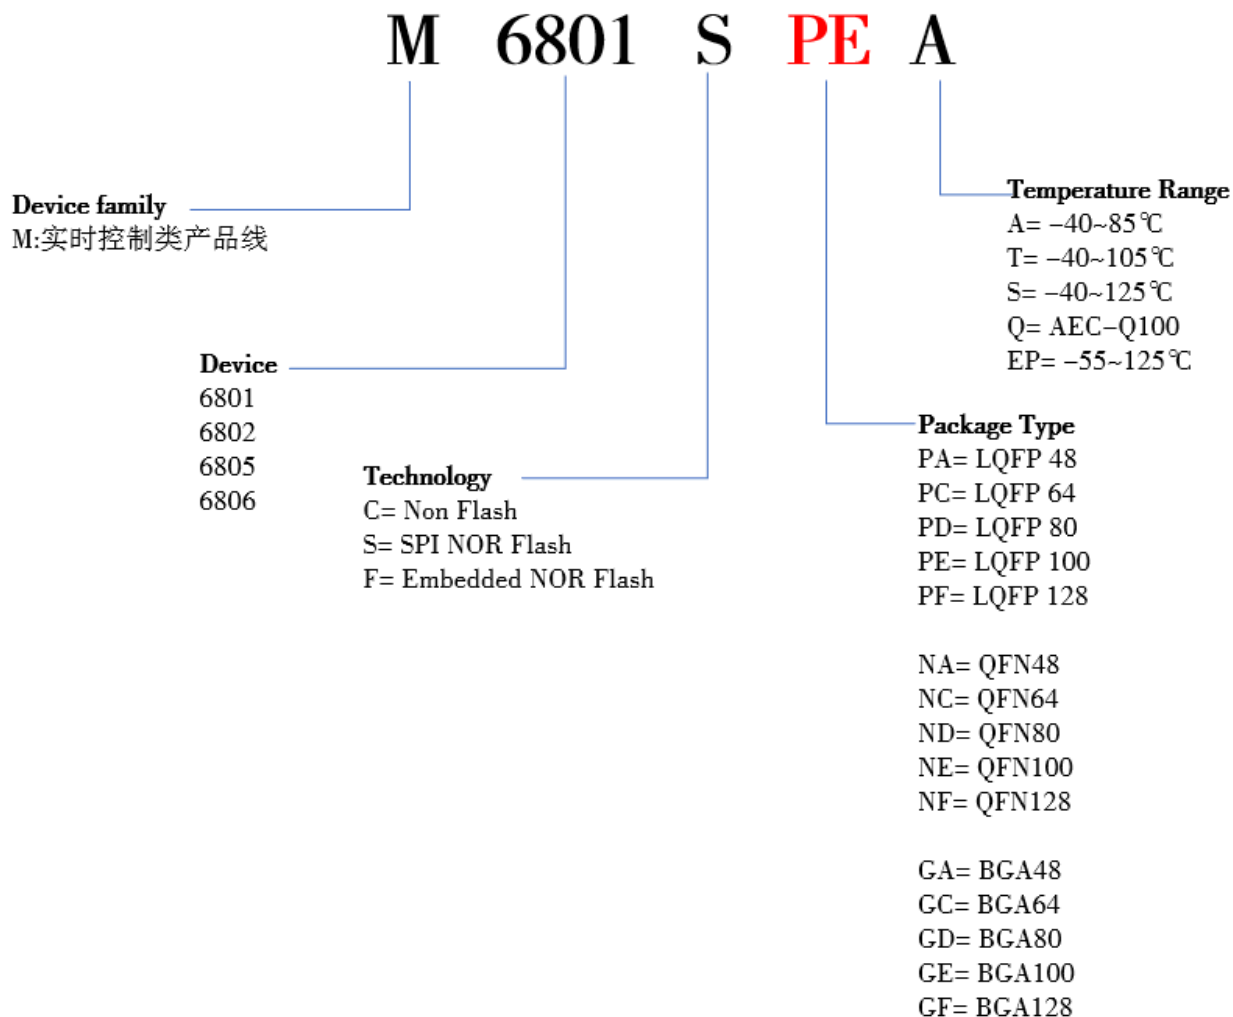 M 6801 S PE A
Device family
M:实时控制类产品线
Device
6801
6802
6805
6806
Technology
C= Non Flash
S= SPI NOR Flash
F= Embedded NOR Flash
Temperature Range
A= −40~85℃
T= −40~105℃
S= −40~125℃
Q= AEC−Q100
EP= −55~125℃
Package Type
PA= LQFP 48
PC= LQFP 64
PD= LQFP 80
PE= LQFP 100
PF= LQFP 128
NA= QFN48
NC= QFN64
ND= QFN80
NE= QFN100
NF= QFN128
GA= BGA48
GC= BGA64
GD= BGA80
GE= BGA100
GF= BGA128